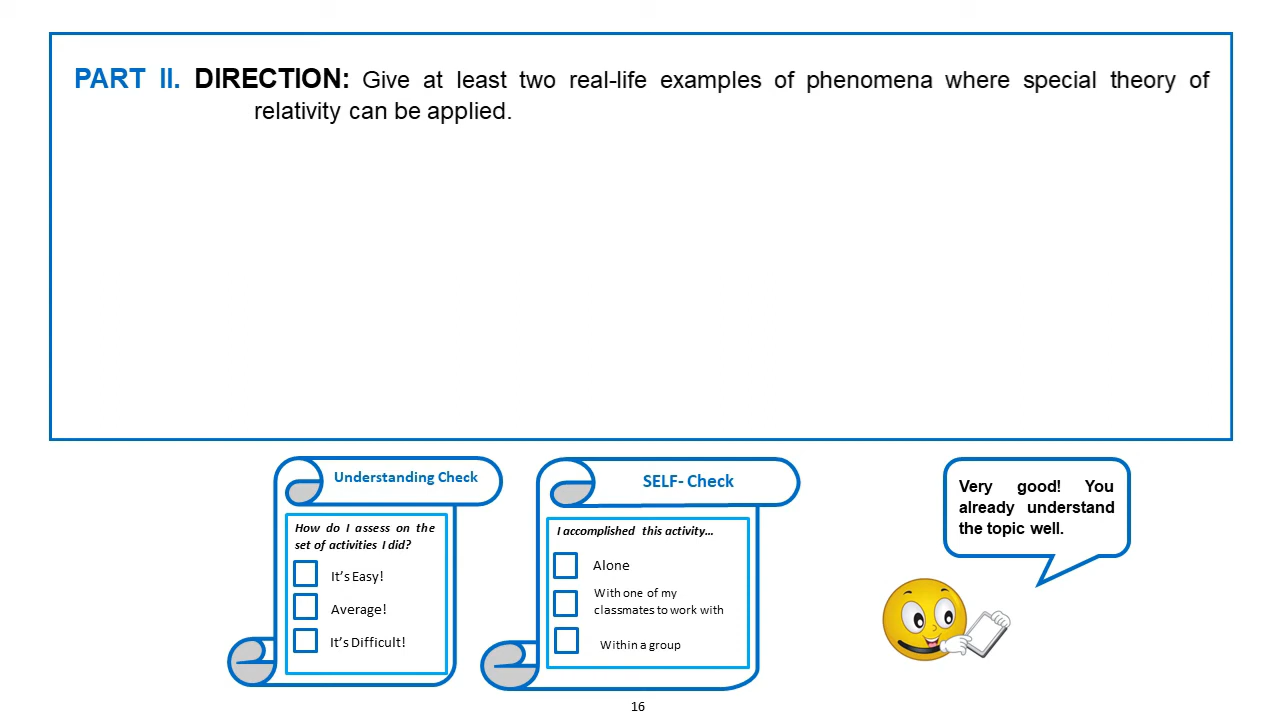 PART II. DIRECTION: Give at least two real-life examples of phenomena where special theory of
relativity can be applied.
Understanding Check
How do I assess on the
set of activities I did?
It's Easy!
Average!
It's Difficult!
SELF- Check
I accomplished this activity…
Alone
With one of my
classmates to work with
Within a group
Very good! You
already understand
the topic well.
16